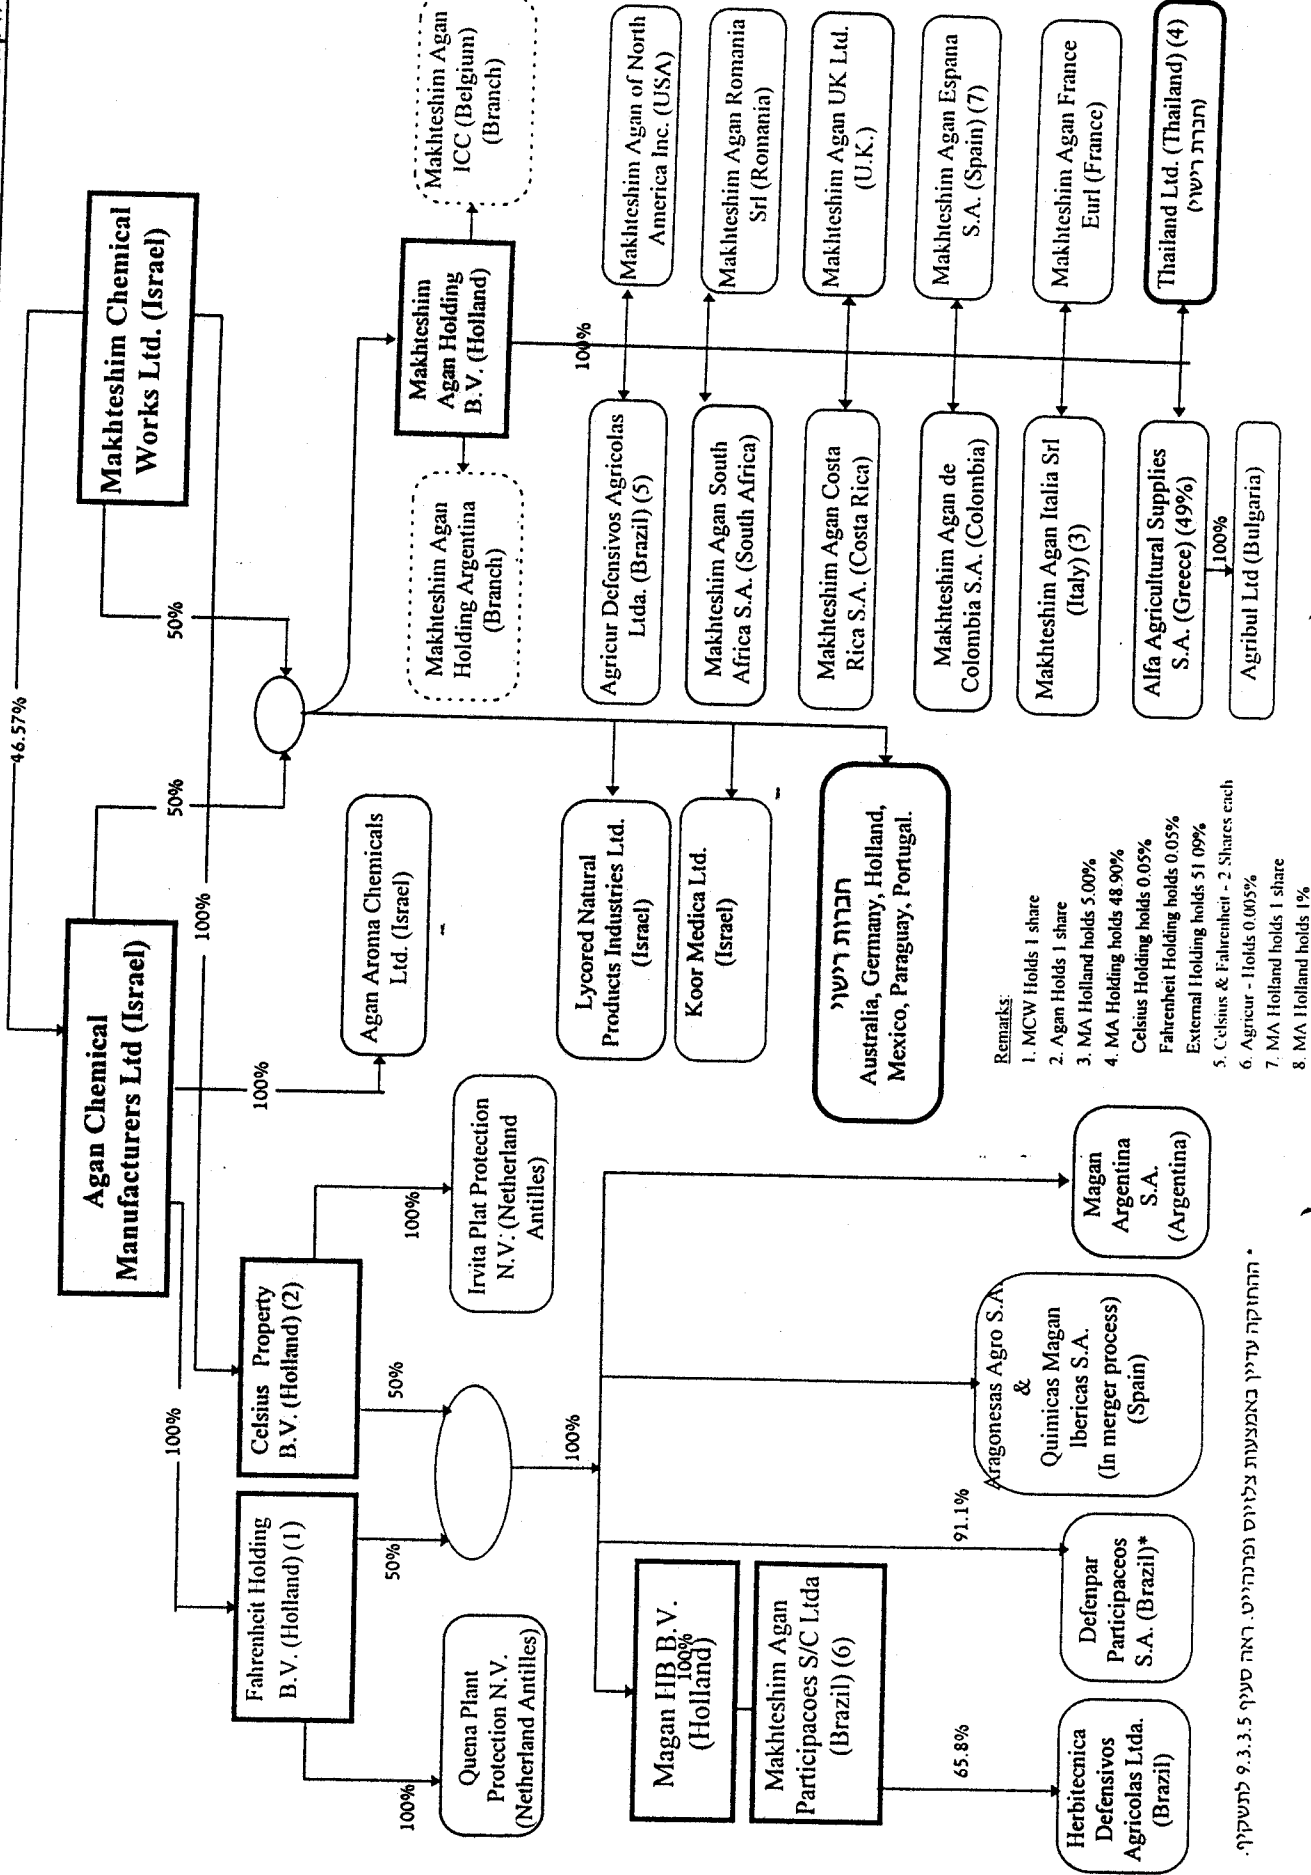 46.57%
Makhteshim Chemical
Works Ltd. (Israel)
Agan Chemical
Manufacturers Ltd (Israel)
50%
50%
100%
100%
100%
Makhteshim Agan
ICC (Belgium)
(Branch)
Makhteshim
Agan Holding
B.V. (Holland)
Makhteshim Agan
Holding Argentina
(Branch)
Agan Aroma Chemicals
Ltd. (Israel)
Fahrenheit Holding
B.V. (Holland) (1)
Celsius Property
B.V. (Holland) (2)
100%
Quena Plant
Protection N.V.
(Netherland Antilles)
50%
50%
100%
Irvita Plat Protection
N.V. (Netherland
Antilles)
100%
Lycored Natural
Products Industries Ltd.
(Israel)
Koor Medica Ltd.
(Israel)
חברות רישוי
Australia, Germany, Holland,
Mexico, Paraguay, Portugal.
100%
Agricur Defensivos Agricolas
Ltda. (Brazil) (5)
Makhteshim Agan of North
America Inc. (USA)
Makhteshim Agan South
Africa S.A. (South Africa)
Makhteshim Agan Romania
Srl (Romania)
Makhteshim Agan Costa
Rica S.A. (Costa Rica)
Makhteshim Agan UK Ltd.
(U.K.)
Makhteshim Agan de
Colombia S.A. (Colombia)
Makhteshim Agan Espana
S.A. (Spain) (7)
Makhteshim Agan Italia Srl
(Italy) (3)
Makhteshim Agan France
Eurl (France)
Alfa Agricultural Supplies
S.A. (Greece) (49%)
Thailand Ltd. (Thailand) (4)
(חברת רישוי)
100%
Agribul Ltd (Bulgaria)
Magan HB B.V.
100%
(Holland)
Makhteshim Agan
Participacoes S/C Ltda
(Brazil) (6)
65.8%
91.1%
Herbitecnica
Defensivos
Agricolas Ltda.
(Brazil)
Defenpar
Participaceos
S.A. (Brazil)*
Aragonesas Agro S.A.
&
Quimicas Magan
Ibericas S.A.
(In merger process)
(Spain)
Magan
Argentina
S.A.
(Argentina)
Remarks:
1. MCW Holds 1 share
2. Agan Holds 1 share
3. MA Holland holds 5.00%
4. MA Holding holds 48.90%
Celsius Holding holds 0.05%
Fahrenheit Holding holds 0.05%
External Holding holds 51 09%
5. Celsius & Fahrenheit - 2 Shares each
6. Agricur - Holds 0.005%
7. MA Holland holds 1 share
8. MA Holland holds 1%
* ההחזקה עדיין באמצעות צלזיוס ופרנהייט. ראה סעיף 9.3.3.5 לתשקיף.